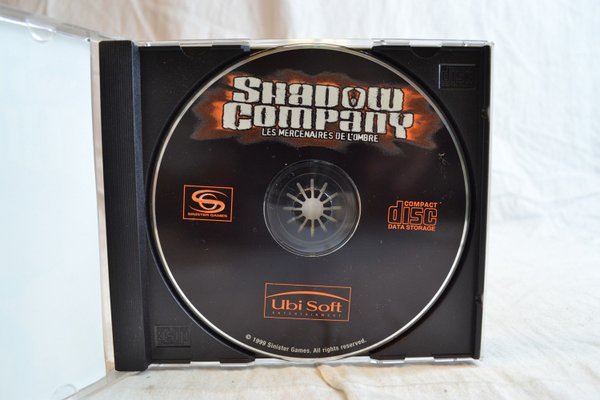 SHADOW
COMPANY
LES MERCENAIRES DE L'OMBRE
SINISTER GAMES
COMPACT
disc
DATA STORAGE
Ubi Soft
ENTERTAINMENT
© 1999 Sinister Games. All rights reserved.